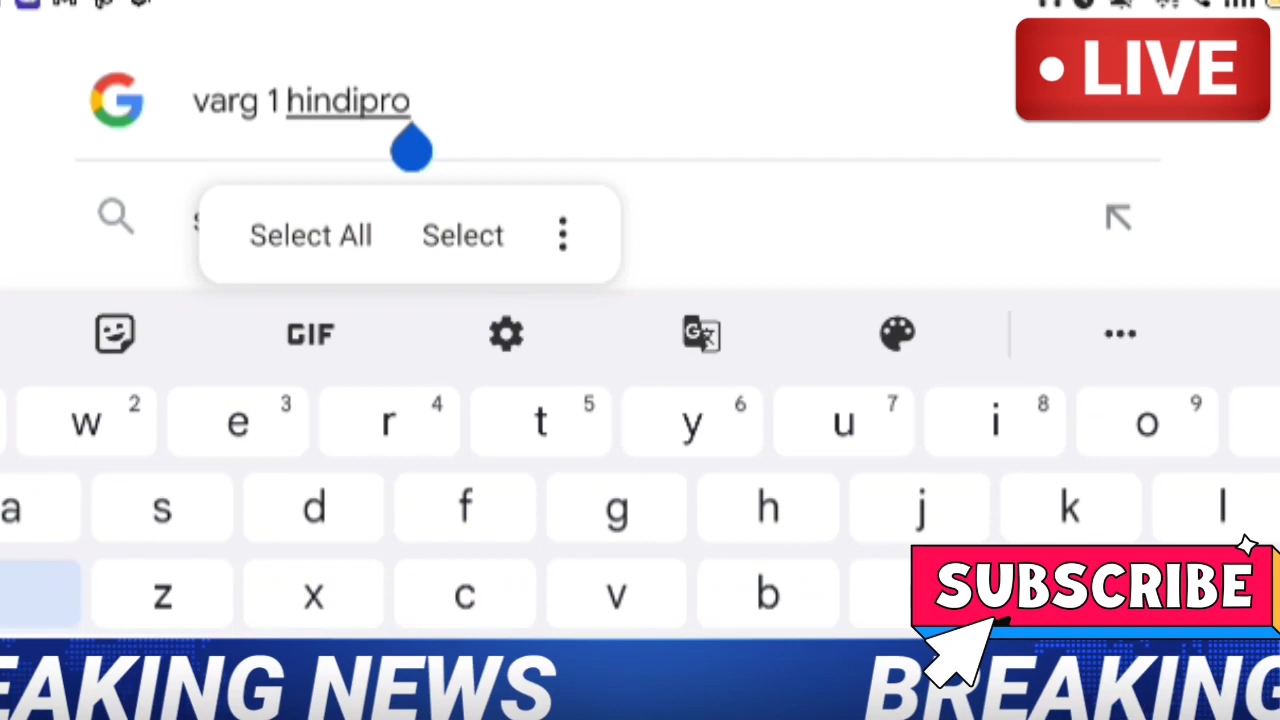 LIVE
varg 1 hindipro
Select All Select
GIF
w 2 e 3 r 4 t 5 y 6 u 7 i 8 o 9
a s d f g h j k l
z x c v b
SUBSCRIBE
EAKING NEWS BREAKING